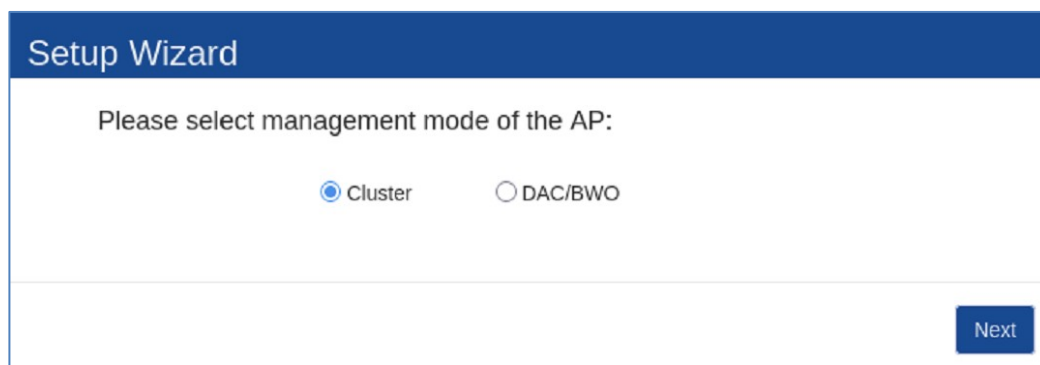 Setup Wizard
Please select management mode of the AP:
Cluster DAC/BWO
Next